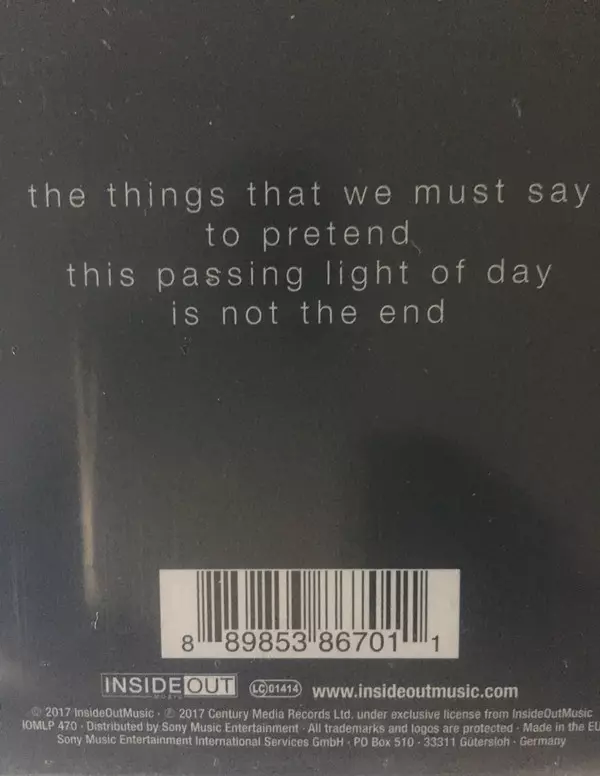 the things that we must say
to pretend
this passing light of day
is not the end
8 89853 86701 1
INSIDEOUT MUSIC LC 01414 www.insideoutmusic.com
© 2017 InsideOutMusic · ℗ 2017 Century Media Records Ltd. under exclusive license from InsideOutMusic
IOMLP 470 · Distributed by Sony Music Entertainment · All trademarks and logos are protected · Made in the EU
Sony Music Entertainment International Services GmbH · PO Box 510 · 33311 Gütersloh · Germany